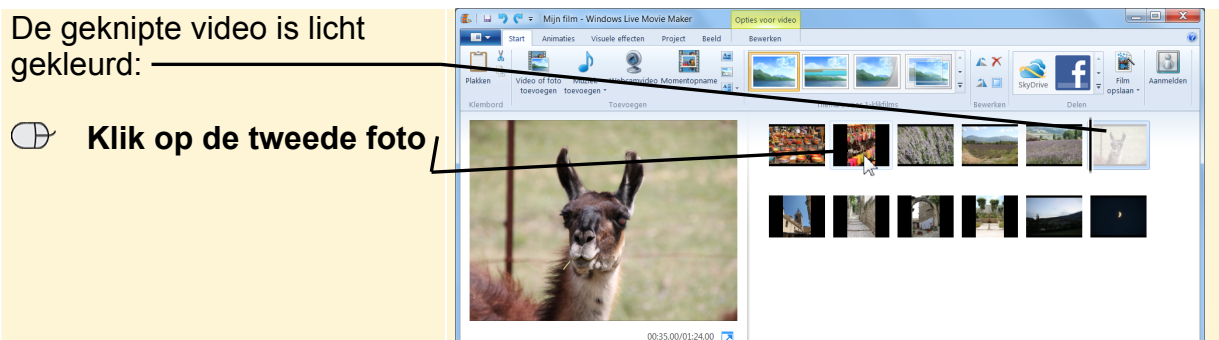 De geknipte video is licht
gekleurd:
Klik op de tweede foto
Mijn film - Windows Live Movie Maker
Opties voor video
Start Animaties Visuele effecten Project Beeld Bewerken
Plakken
Video of foto toevoegen
Muziek toevoegen
Webcamvideo
Momentopname
SkyDrive
Film opslaan
Aanmelden
Klembord
Toevoegen
Bewerken
Delen
00:35.00/01:24.00